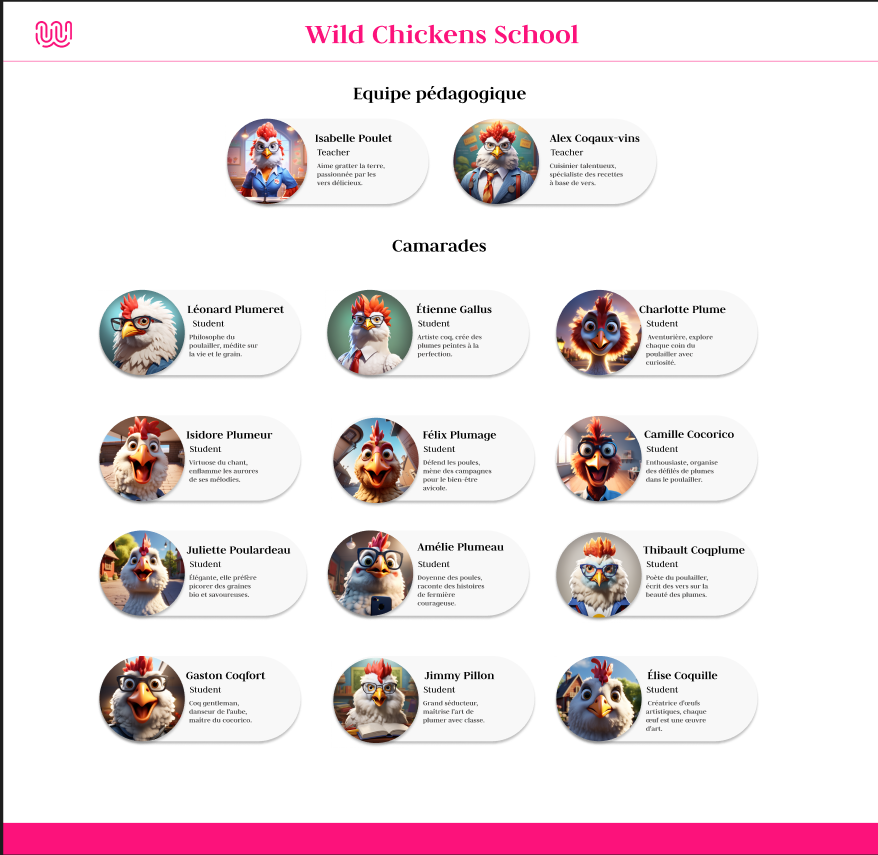 Wild Chickens School
Equipe pédagogique
Isabelle Poulet
Teacher
Aime gratter la terre,
passionnée par les
vers délicieux.
Alex Coqaux-vins
Teacher
Cuisinier talentueux,
spécialiste des recettes
à base de vers.
Camarades
Léonard Plumeret
Student
Philosophe du
poulailler, médite sur
la vie et le grain.
Étienne Gallus
Student
Artiste coq, crée des
plumes peintes à la
perfection.
Charlotte Plume
Student
Aventurière, explore
chaque coin du
poulailler avec
curiosité.
Isidore Plumeur
Student
Virtuose du chant,
enflamme les aurores
de ses mélodies.
Félix Plumage
Student
Défend les poules,
mène des campagnes
pour le bien-être
avicole.
Camille Cocorico
Student
Enthousiaste, organise
des défilés de plumes
dans le poulailler.
Juliette Poulardeau
Student
Élégante, elle préfère
picorer des graines
bio et savoureuses.
Amélie Plumeau
Student
Doyenne des poules,
raconte des histoires
de fermière
courageuse.
Thibault Coqplume
Student
Poète du poulailler,
écrit des vers sur la
beauté des plumes.
Gaston Coqfort
Student
Coq gentleman,
danseur de l'aube,
maître du cocorico.
Jimmy Pillon
Student
Grand séducteur,
maîtrise l'art de
plumer avec classe.
Élise Coquille
Student
Créatrice d'œufs
artistiques, chaque
œuf est une œuvre
d'art.